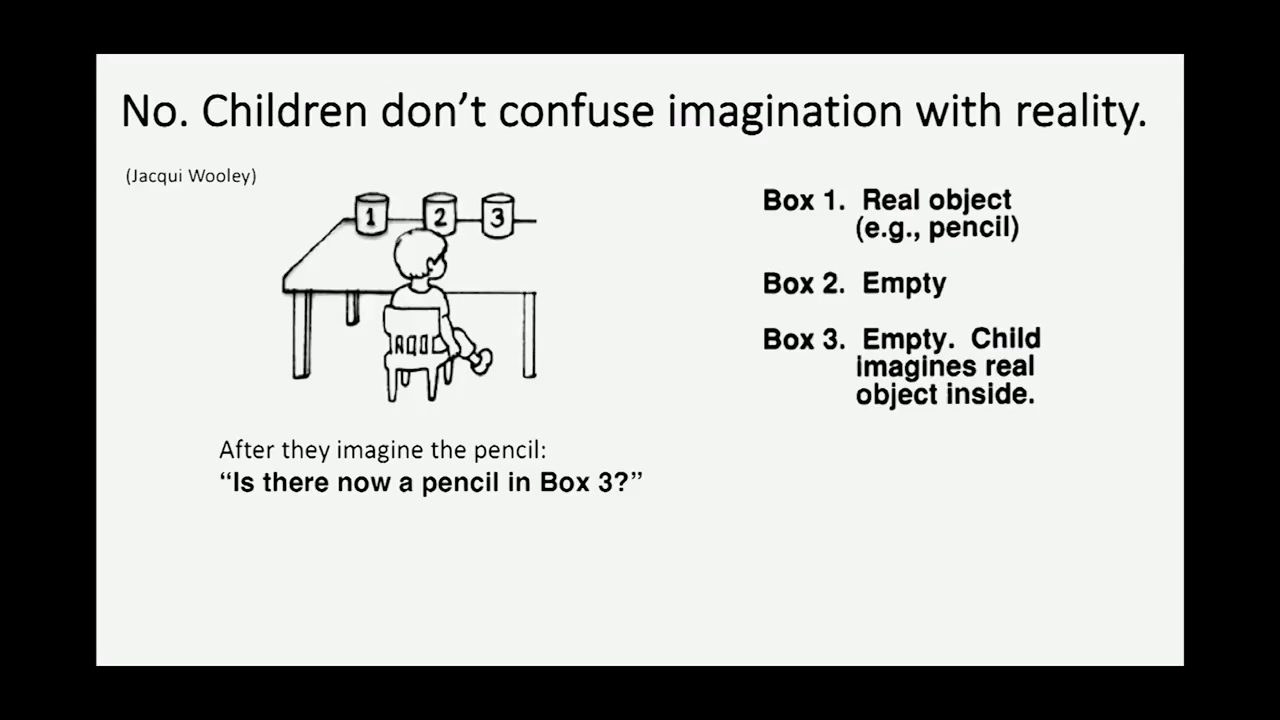 No. Children don’t confuse imagination with reality.
(Jacqui Wooley)
1 2 3
Box 1. Real object
(e.g., pencil)
Box 2. Empty
Box 3. Empty. Child
imagines real
object inside.
After they imagine the pencil:
“Is there now a pencil in Box 3?”